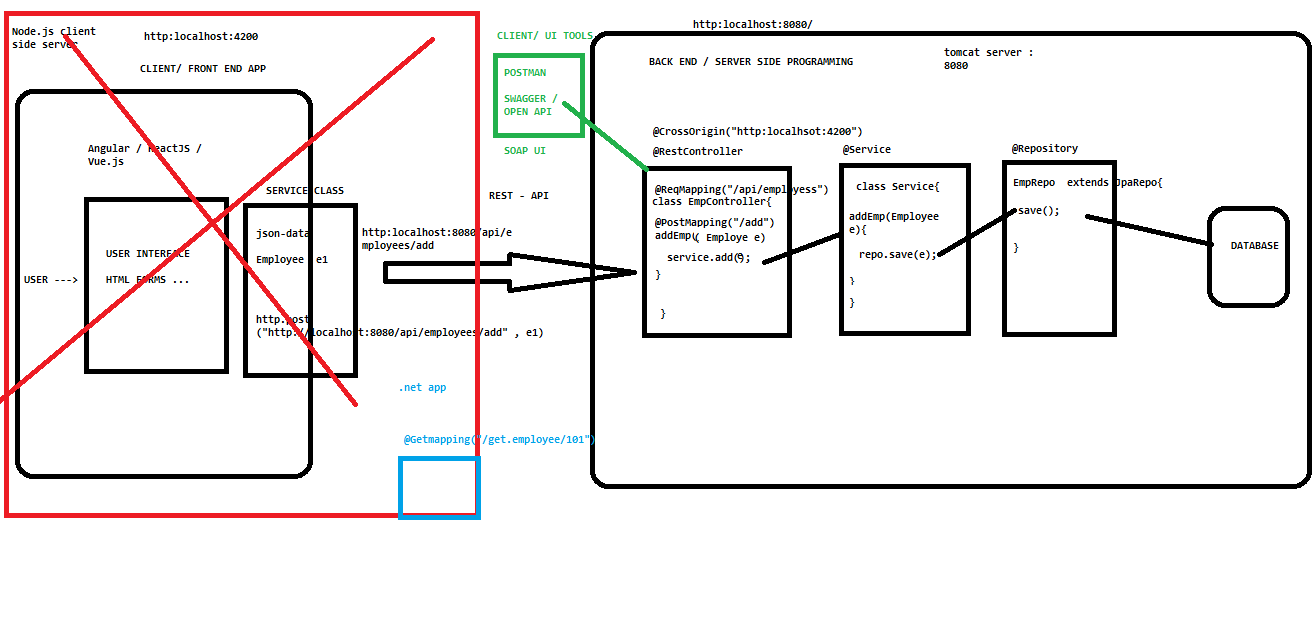 Node.js client
side server
http:localhost:4200
CLIENT/ FRONT END APP
Angular / ReactJS /
Vue.js
SERVICE CLASS
USER --->
USER INTERFACE
HTML FORMS ...
json-data
Employee e1
http.post
("http://localhost:8080/api/employees/add" , e1)
http:localhost:8080/api/e
mployees/add
.net app
@Getmapping("/get.employee/101")
CLIENT/ UI TOOLS
POSTMAN
SWAGGER /
OPEN API
SOAP UI
REST - API
http:localhost:8080/
BACK END / SERVER SIDE PROGRAMMING
tomcat server :
8080
@CrossOrigin("http:localhsot:4200")
@RestController
@ReqMapping("/api/employess")
class EmpController{
@PostMapping("/add")
addEmp( Employe e)
service.add(e);
}
}
@Service
class Service{
addEmp(Employee
e){
repo.save(e);
}
}
@Repository
EmpRepo extends JpaRepo{
save();
}
DATABASE